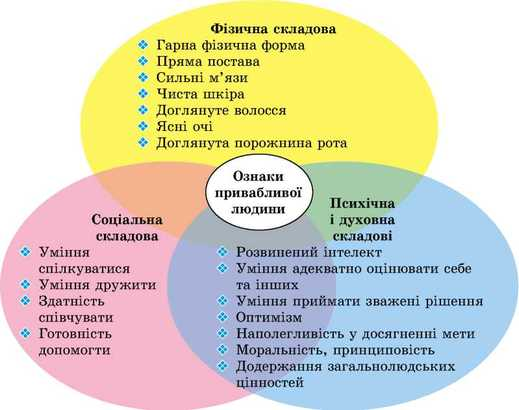 Фізична складова
❖ Гарна фізична форма
❖ Пряма постава
❖ Сильні м’язи
❖ Чиста шкіра
❖ Доглянуте волосся
❖ Ясні очі
❖ Доглянута порожнина рота
Ознаки
привабливої
людини
Соціальна
складова
❖ Уміння
спілкуватися
❖ Уміння дружити
❖ Здатність
співчувати
❖ Готовність
допомогти
Психічна
і духовна
складові
❖ Розвинений інтелект
❖ Уміння адекватно оцінювати себе
та інших
❖ Уміння приймати зважені рішення
❖ Оптимізм
❖ Наполегливість у досягненні мети
❖ Моральність, принциповість
❖ Додержання загальнолюдських
цінностей